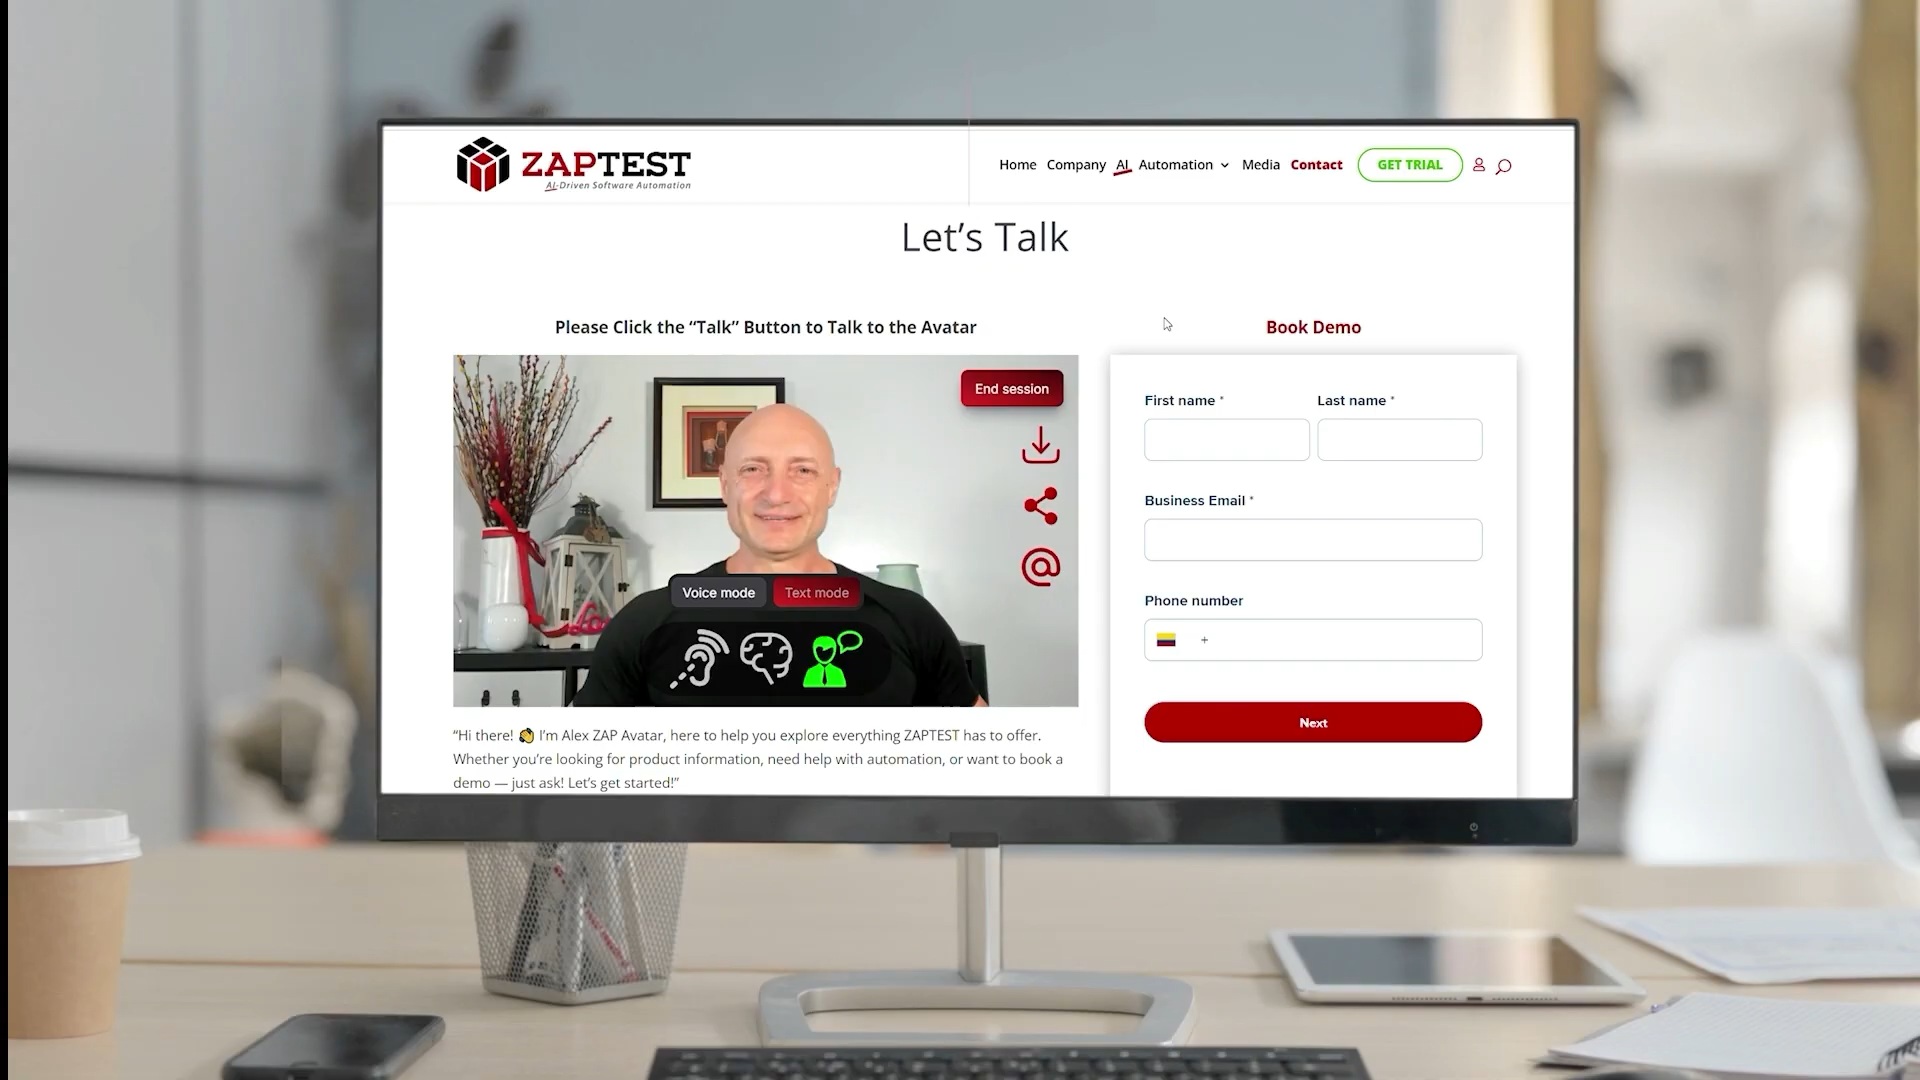 ZAPTEST
AI-Driven Software Automation
Home Company AI Automation Media Contact GET TRIAL
Let's Talk
Please Click the “Talk” Button to Talk to the Avatar
Book Demo
End session
Voice mode Text mode
“Hi there! 👋 I'm Alex ZAP Avatar, here to help you explore everything ZAPTEST has to offer.
Whether you're looking for product information, need help with automation, or want to book a
demo — just ask! Let's get started!”
First name * Last name *
Business Email *
Phone number
+
Next